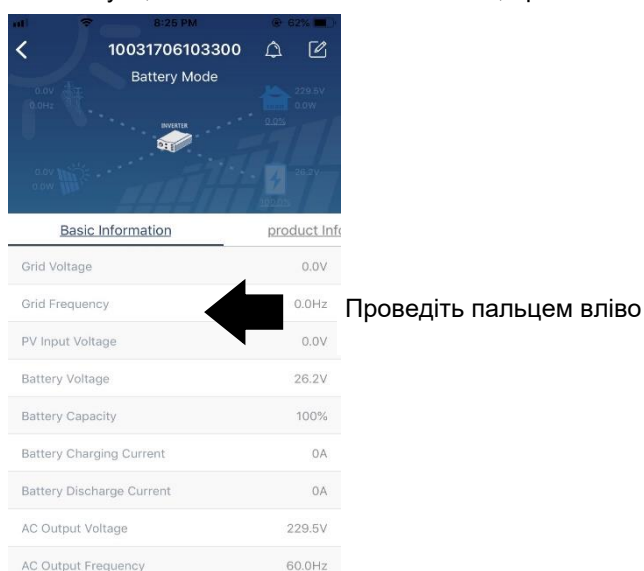 8:25 PM
62%
10031706103300
Battery Mode
0.0V
0.0Hz
229.5V
0.0W
0.0%
INVERTER
0.0V
0.0W
26.2V
100.0%
Basic Information
product Info
Grid Voltage 0.0V
Grid Frequency 0.0Hz
Проведіть пальцем вліво
PV Input Voltage 0.0V
Battery Voltage 26.2V
Battery Capacity 100%
Battery Charging Current 0A
Battery Discharge Current 0A
AC Output Voltage 229.5V
AC Output Frequency 60.0Hz